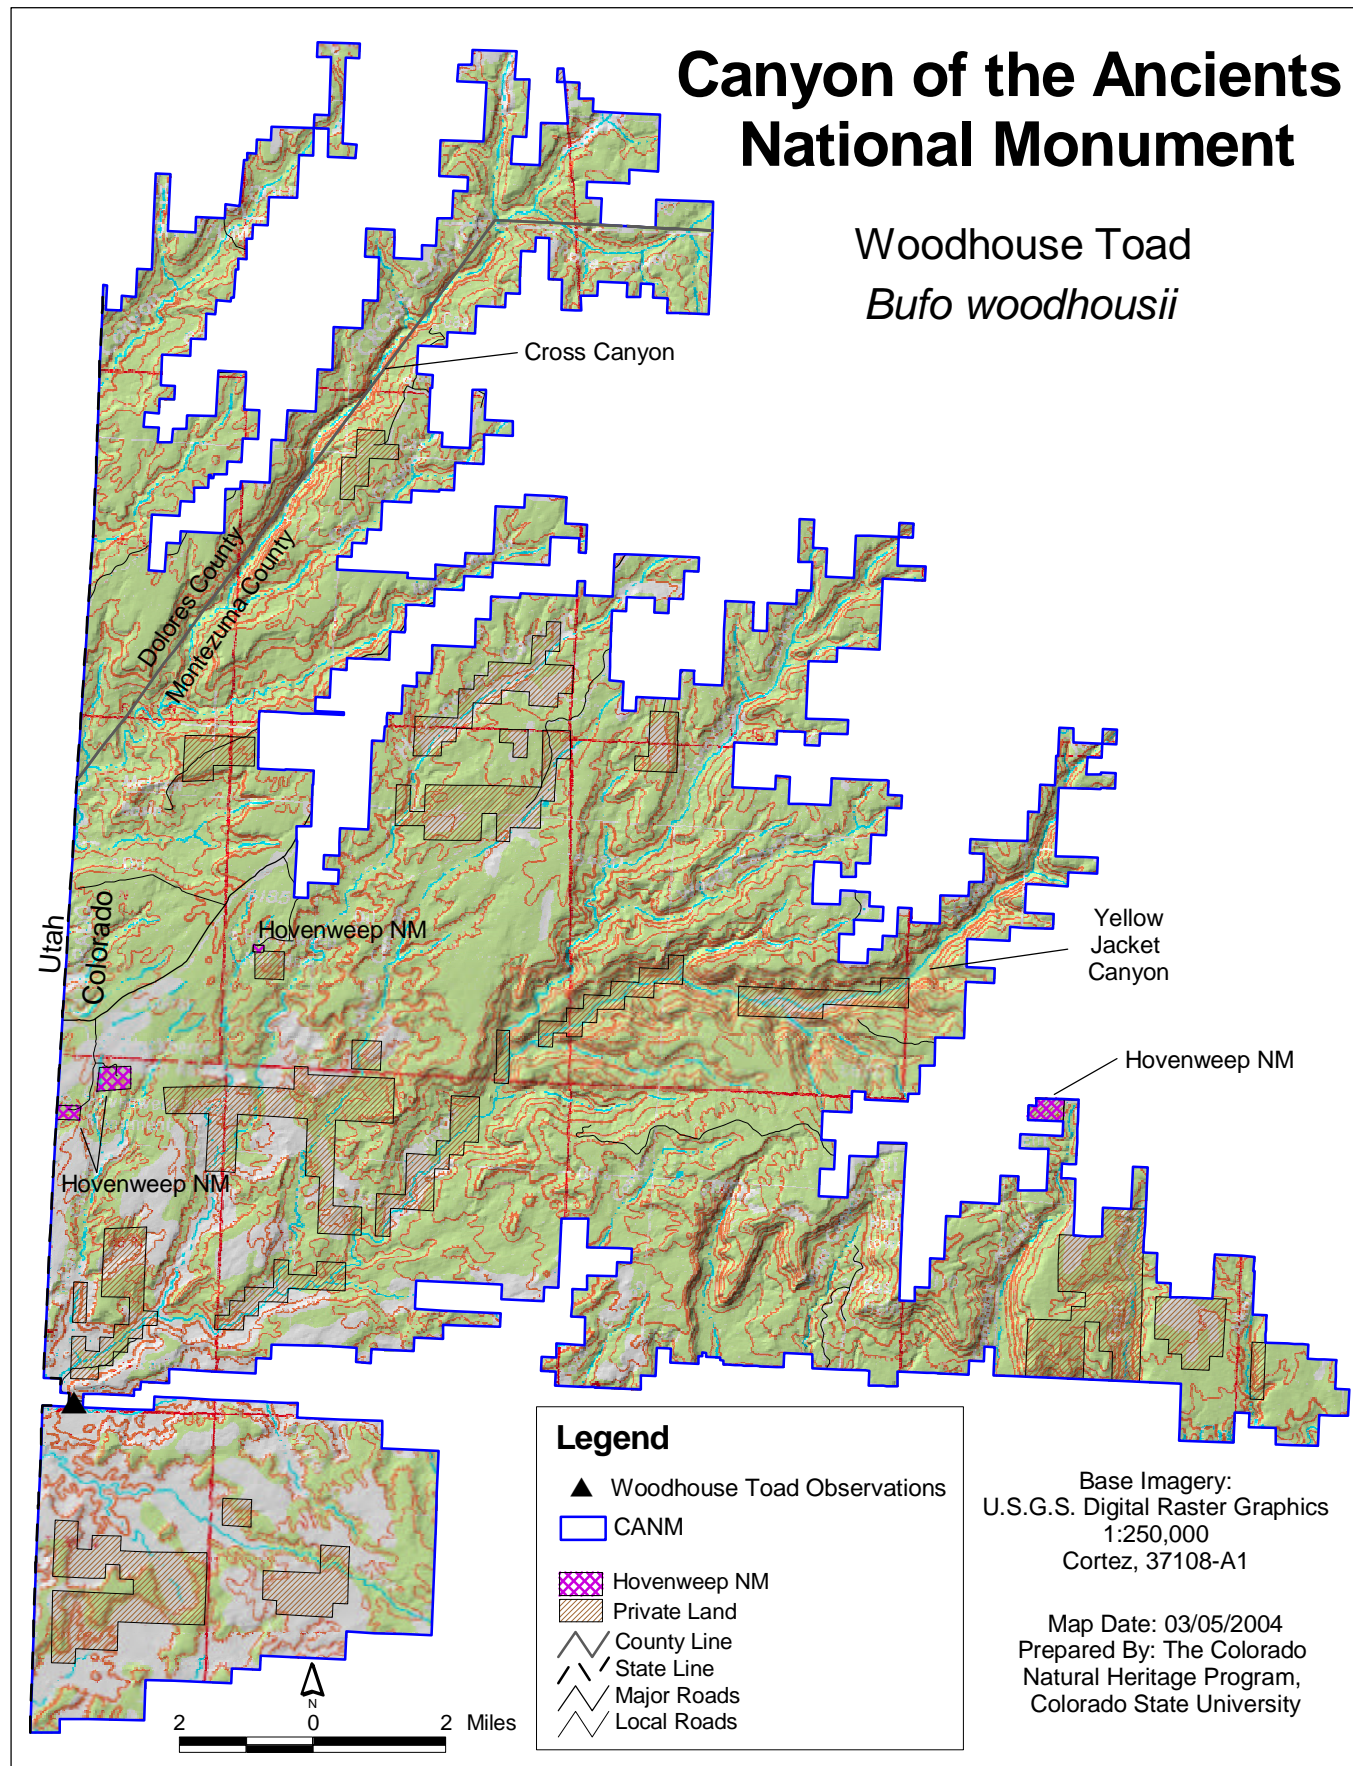 Canyon of the Ancients
National Monument
Woodhouse Toad
Bufo woodhousii
Cross Canyon
Dolores County
Montezuma County
Hovenweep NM
Utah
Colorado
Yellow
Jacket
Canyon
Hovenweep NM
Hovenweep NM
Legend
Woodhouse Toad Observations
CANM
Hovenweep NM
Private Land
County Line
State Line
Major Roads
Local Roads
Base Imagery:
U.S.G.S. Digital Raster Graphics
1:250,000
Cortez, 37108-A1
Map Date: 03/05/2004
Prepared By: The Colorado
Natural Heritage Program,
Colorado State University
N
2 0 2 Miles